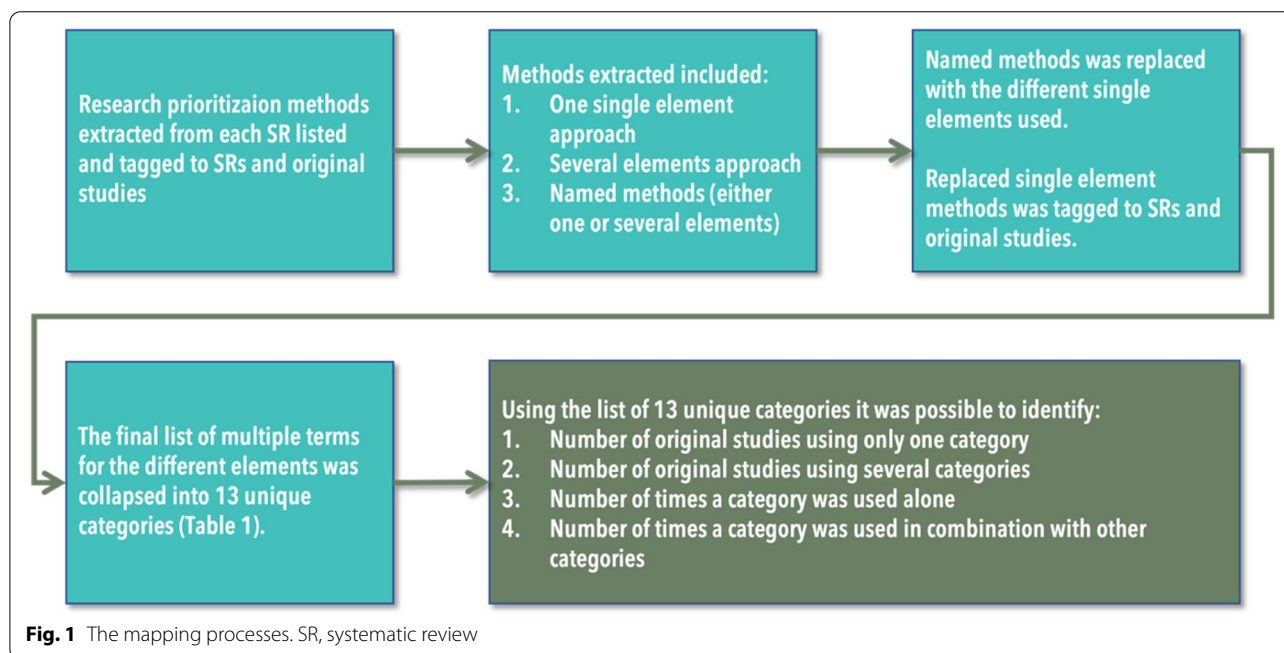 Research prioritizaion methods
extracted from each SR listed
and tagged to SRs and original
studies
Methods extracted included:
1. One single element
approach
2. Several elements approach
3. Named methods (either
one or several elements)
Named methods was replaced
with the different single
elements used.
Replaced single element
methods was tagged to SRs and
original studies.
The final list of multiple terms
for the different elements was
collapsed into 13 unique
categories (Table 1).
Using the list of 13 unique categories it was possible to identify:
1. Number of original studies using only one category
2. Number of original studies using several categories
3. Number of times a category was used alone
4. Number of times a category was used in combination with other
categories
Fig. 1 The mapping processes. SR, systematic review